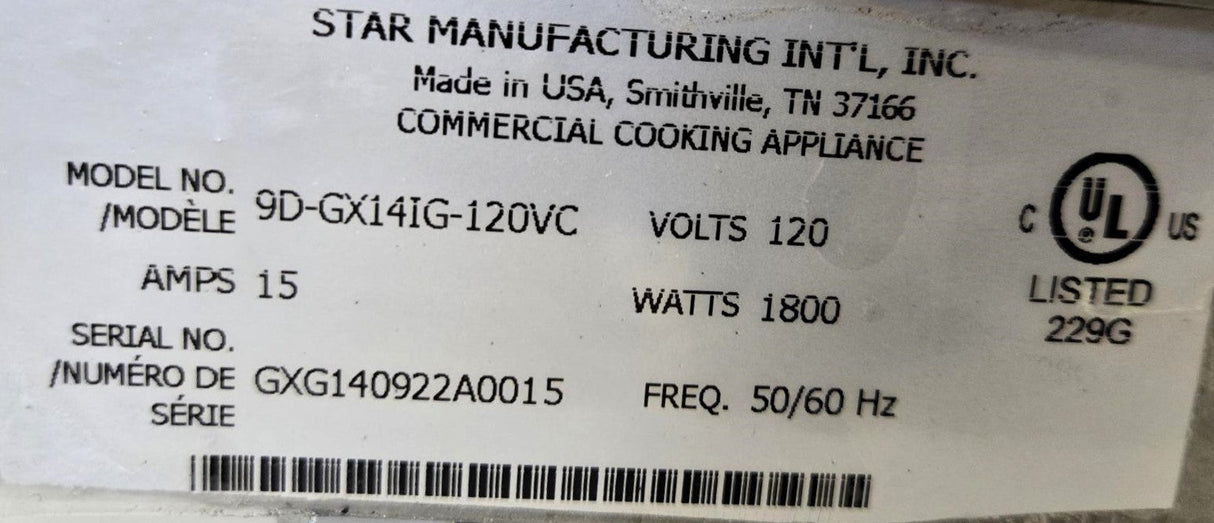 STAR MANUFACTURING INT'L, INC.
Made in USA, Smithville, TN 37166
COMMERCIAL COOKING APPLIANCE
MODEL NO.
/MODÈLE 9D-GX14IG-120VC VOLTS 120
AMPS 15 WATTS 1800
SERIAL NO.
/NUMÉRO DE SÉRIE GXG140922A0015 FREQ. 50/60 Hz
C UL US
®
LISTED
229G